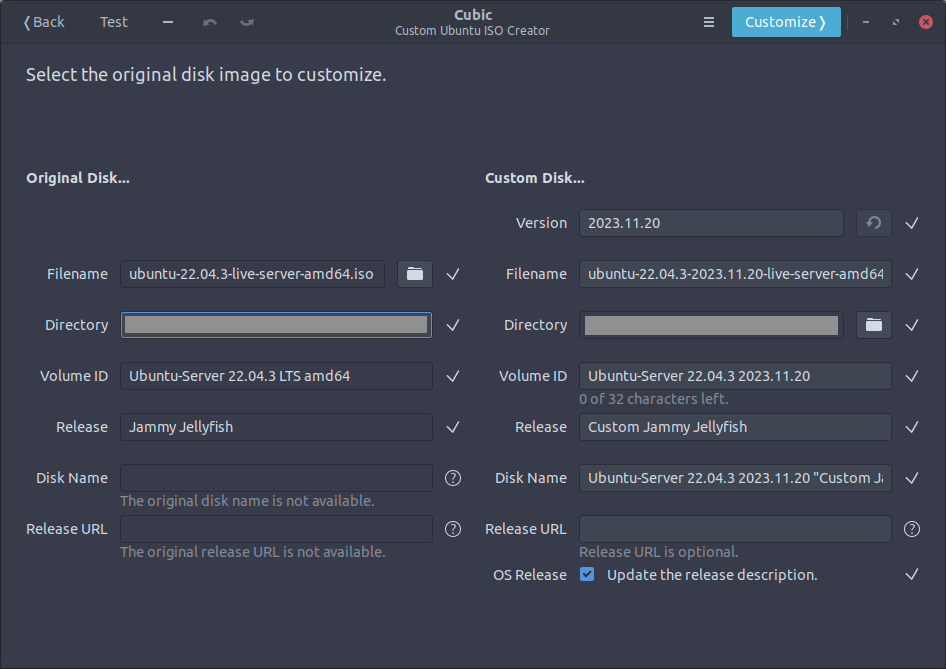 Back Test Cubic Customize
Custom Ubuntu ISO Creator
Select the original disk image to customize.
Original Disk... Custom Disk...
Version 2023.11.20
Filename ubuntu-22.04.3-live-server-amd64.iso Filename ubuntu-22.04.3-2023.11.20-live-server-amd64
Directory Directory
Volume ID Ubuntu-Server 22.04.3 LTS amd64 Volume ID Ubuntu-Server 22.04.3 2023.11.20
0 of 32 characters left.
Release Jammy Jellyfish Release Custom Jammy Jellyfish
Disk Name Disk Name Ubuntu-Server 22.04.3 2023.11.20 "Custom
The original disk name is not available.
Release URL Release URL
The original release URL is not available. Release URL is optional.
OS Release Update the release description.